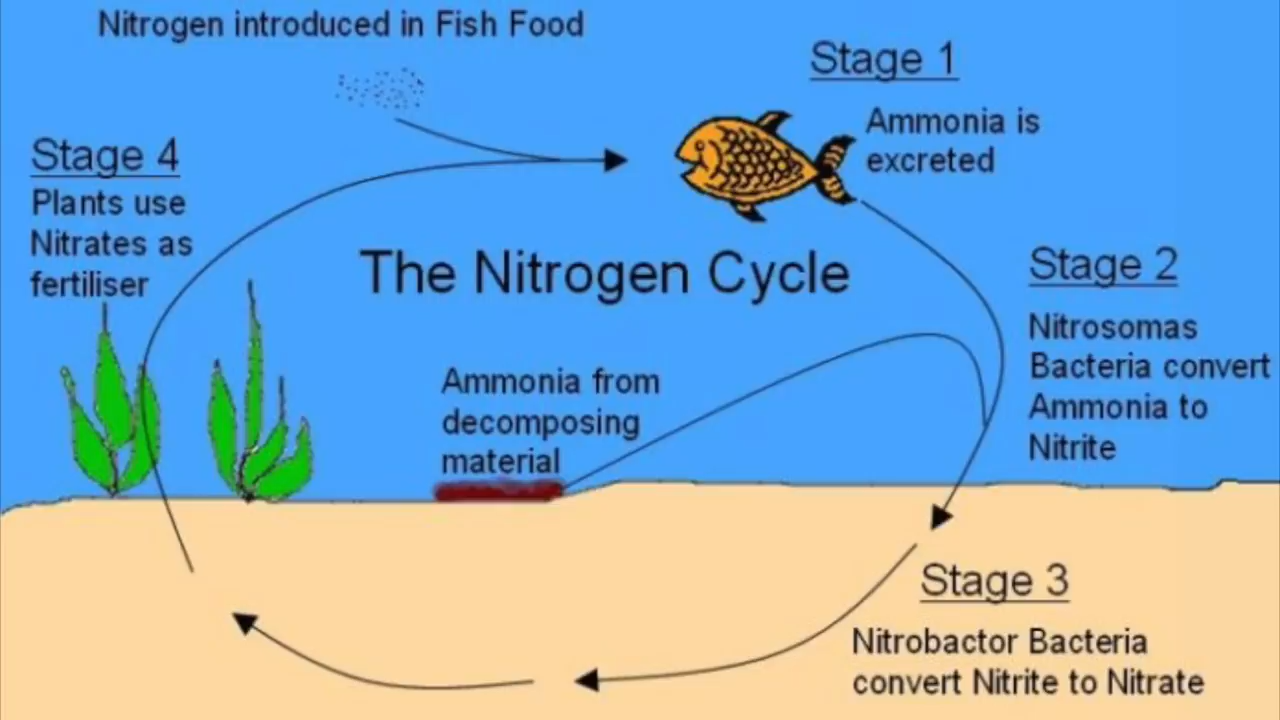 Nitrogen introduced in Fish Food
Stage 1
Ammonia is
excreted
Stage 4
Plants use
Nitrates as
fertiliser
The Nitrogen Cycle
Stage 2
Nitrosomas
Bacteria convert
Ammonia to
Nitrite
Ammonia from
decomposing
material
Stage 3
Nitrobactor Bacteria
convert Nitrite to Nitrate